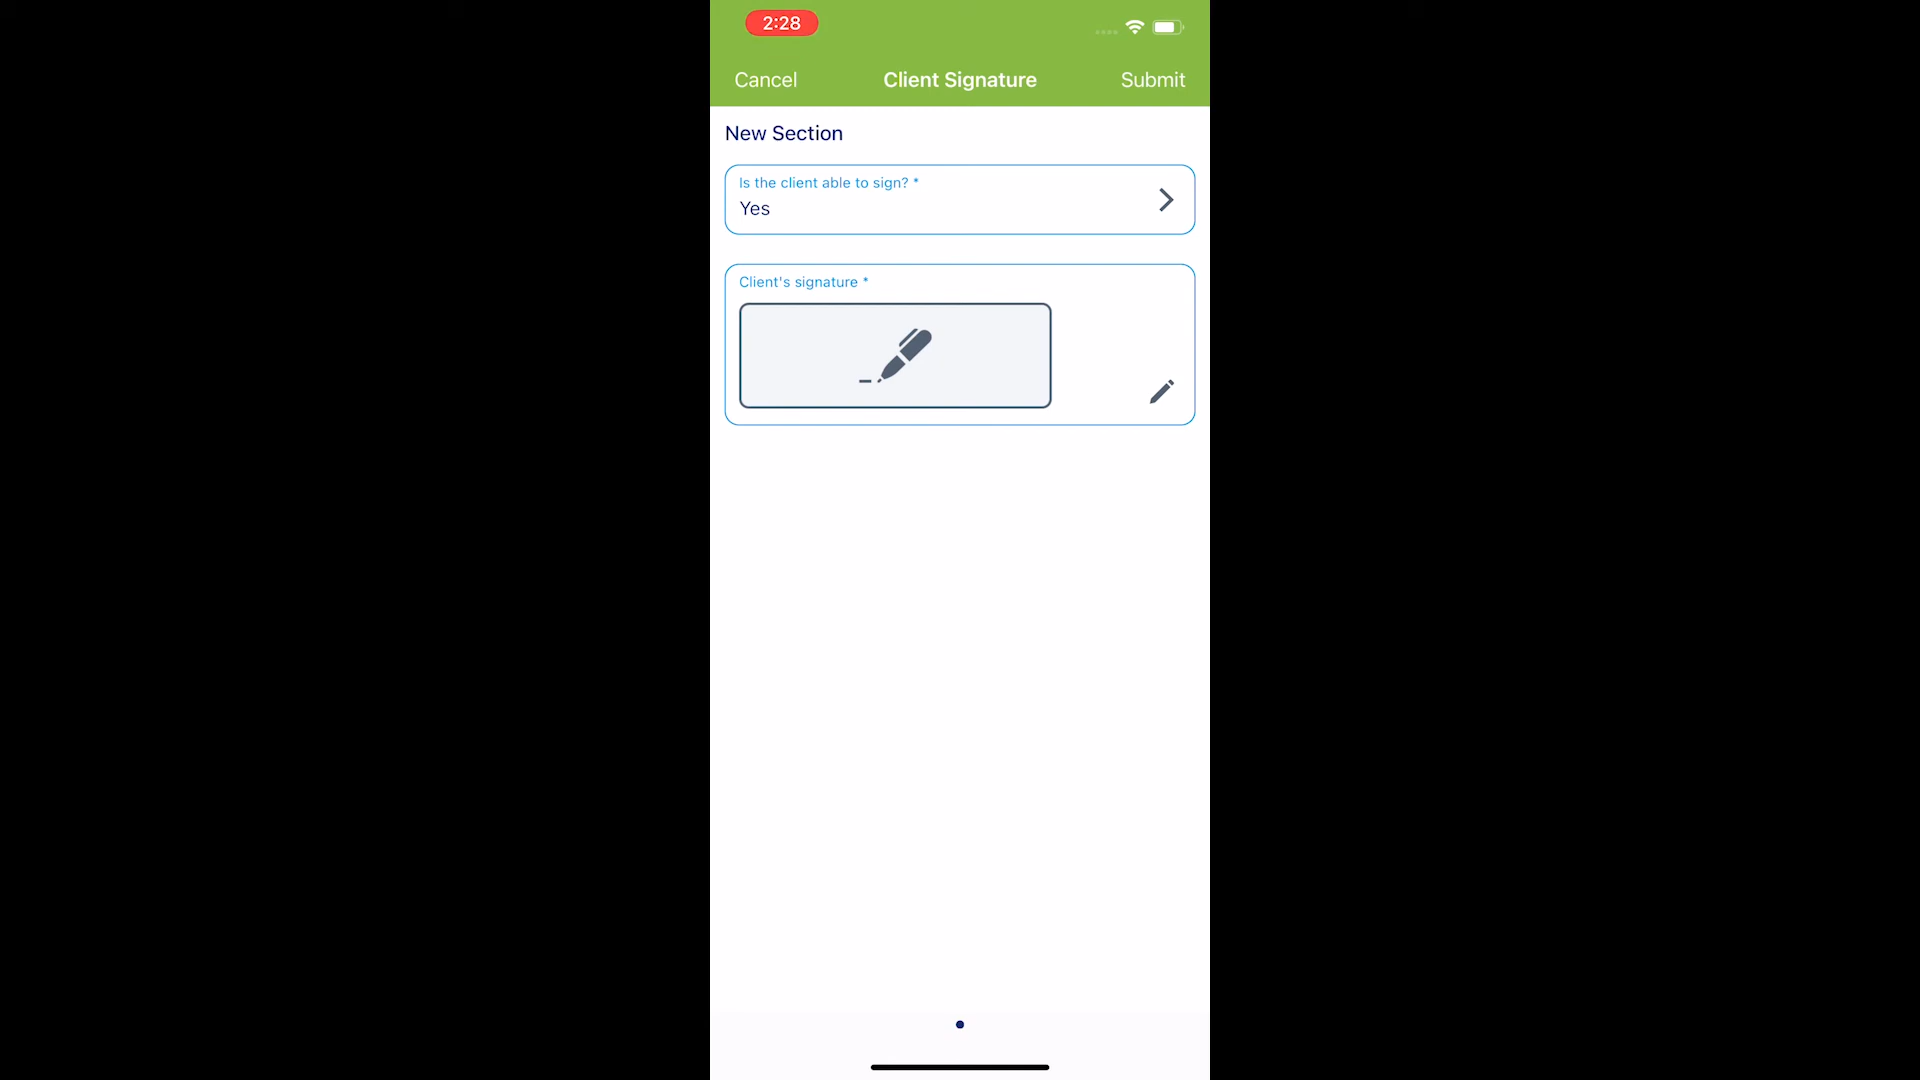 2:28
Cancel
Client Signature
Submit
New Section
Is the client able to sign? *
Yes
Client's signature *